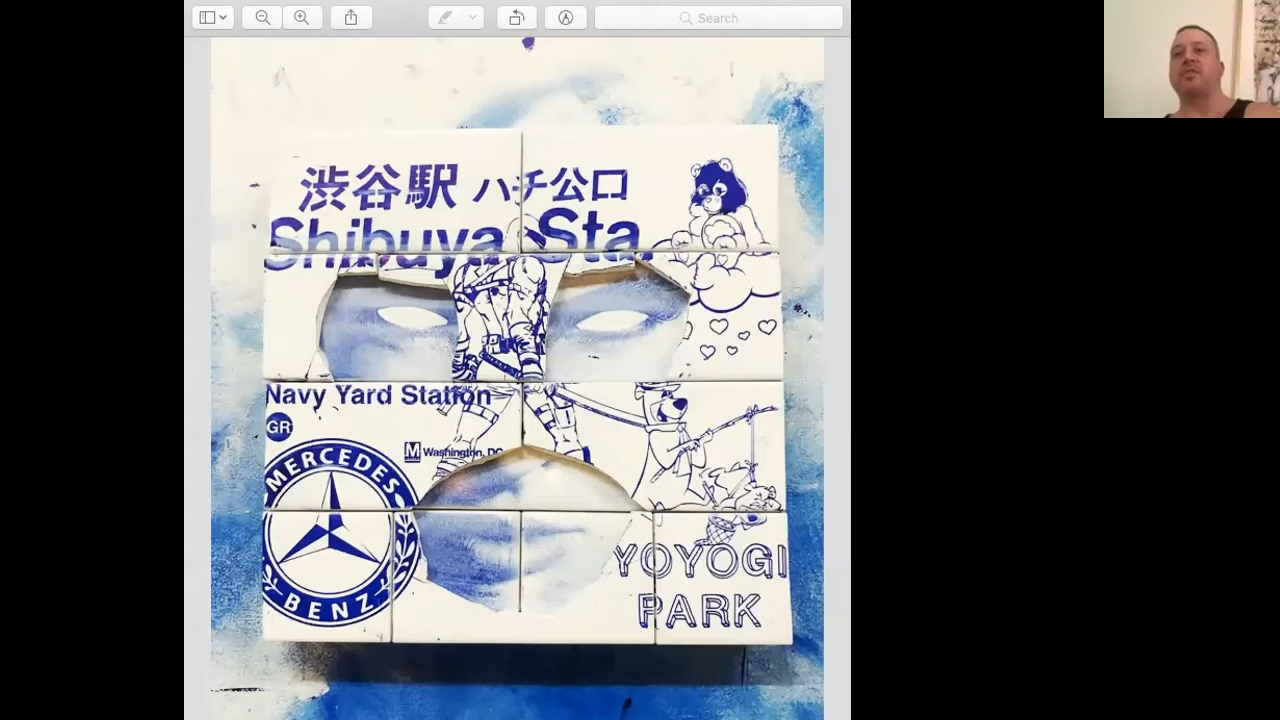 Search
渋谷駅 ハチ公口
Shibuya Sta.
Navy Yard Station
GR
M Washington, DC
MERCEDES
BENZ
YOYOGI
PARK